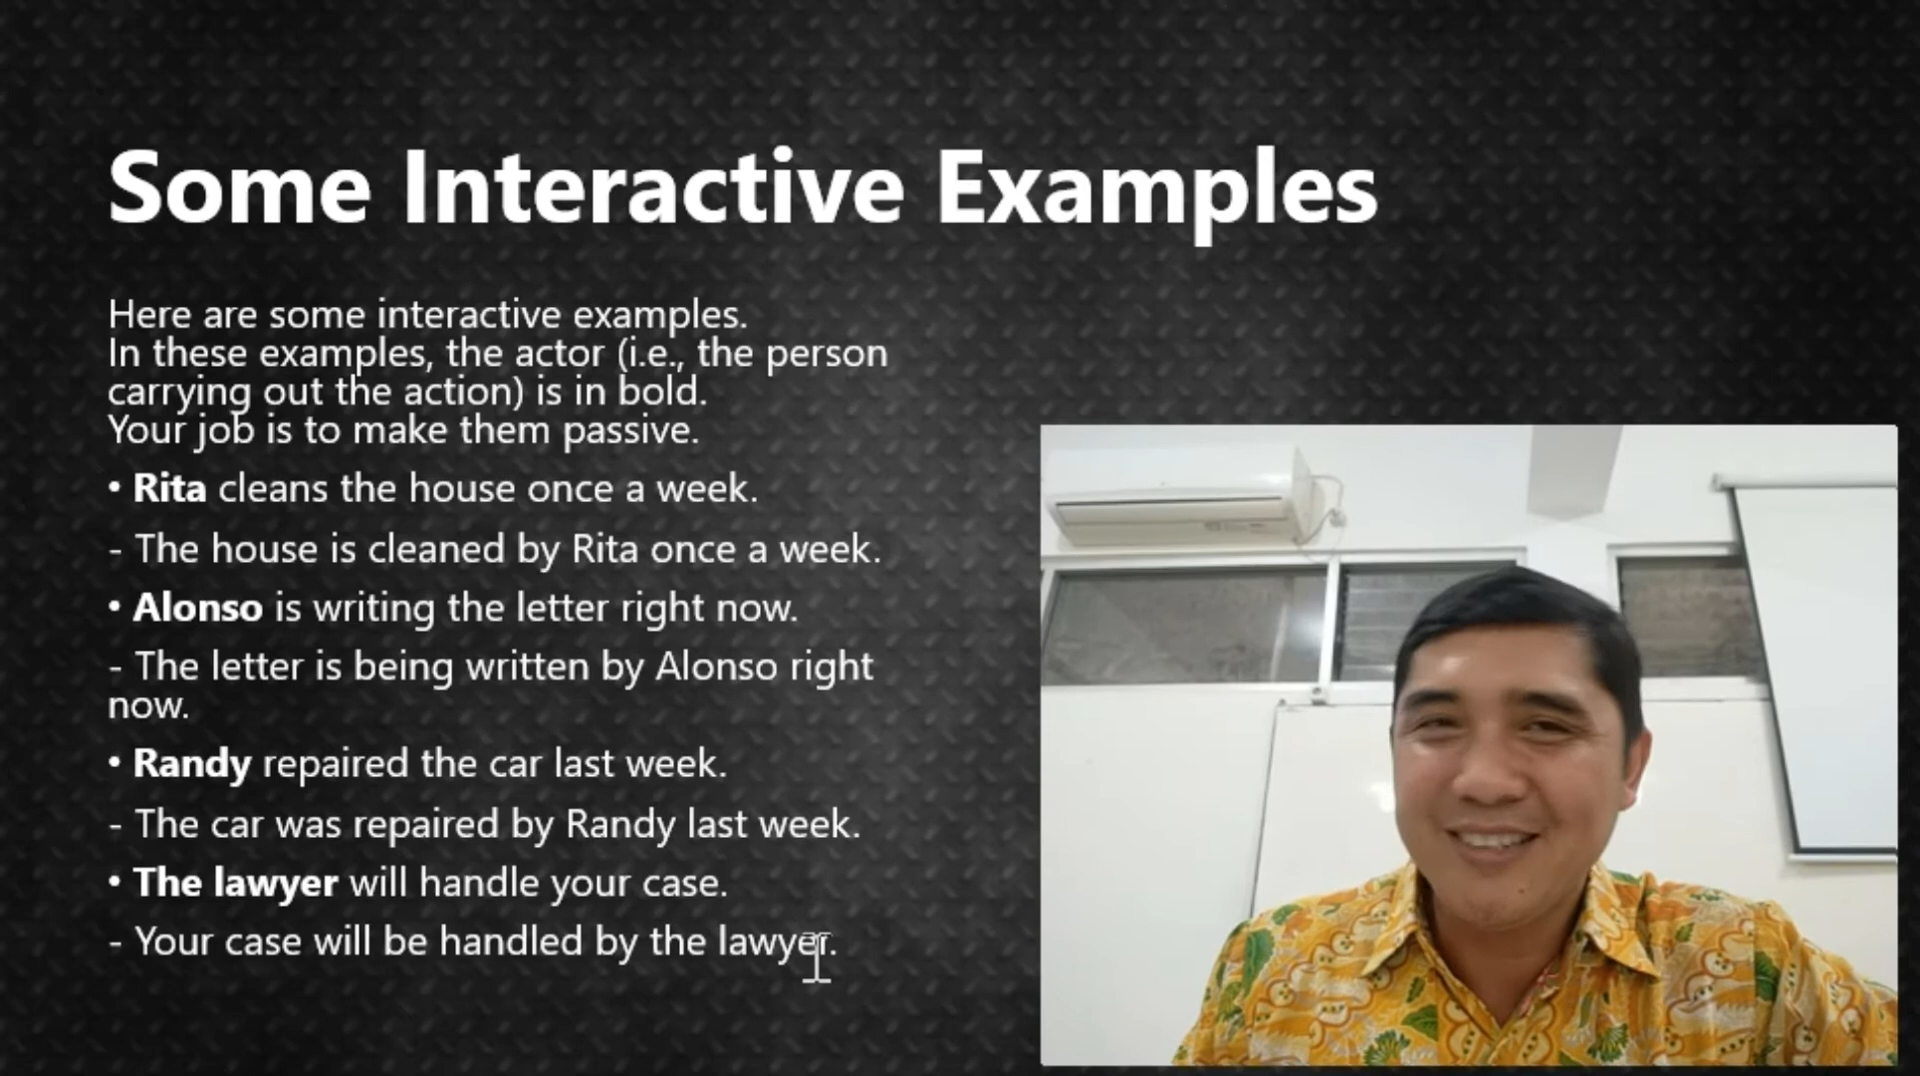 Some Interactive Examples
Here are some interactive examples.
In these examples, the actor (i.e., the person
carrying out the action) is in bold.
Your job is to make them passive.
• Rita cleans the house once a week.
- The house is cleaned by Rita once a week.
• Alonso is writing the letter right now.
- The letter is being written by Alonso right
now.
• Randy repaired the car last week.
- The car was repaired by Randy last week.
• The lawyer will handle your case.
- Your case will be handled by the lawyer.